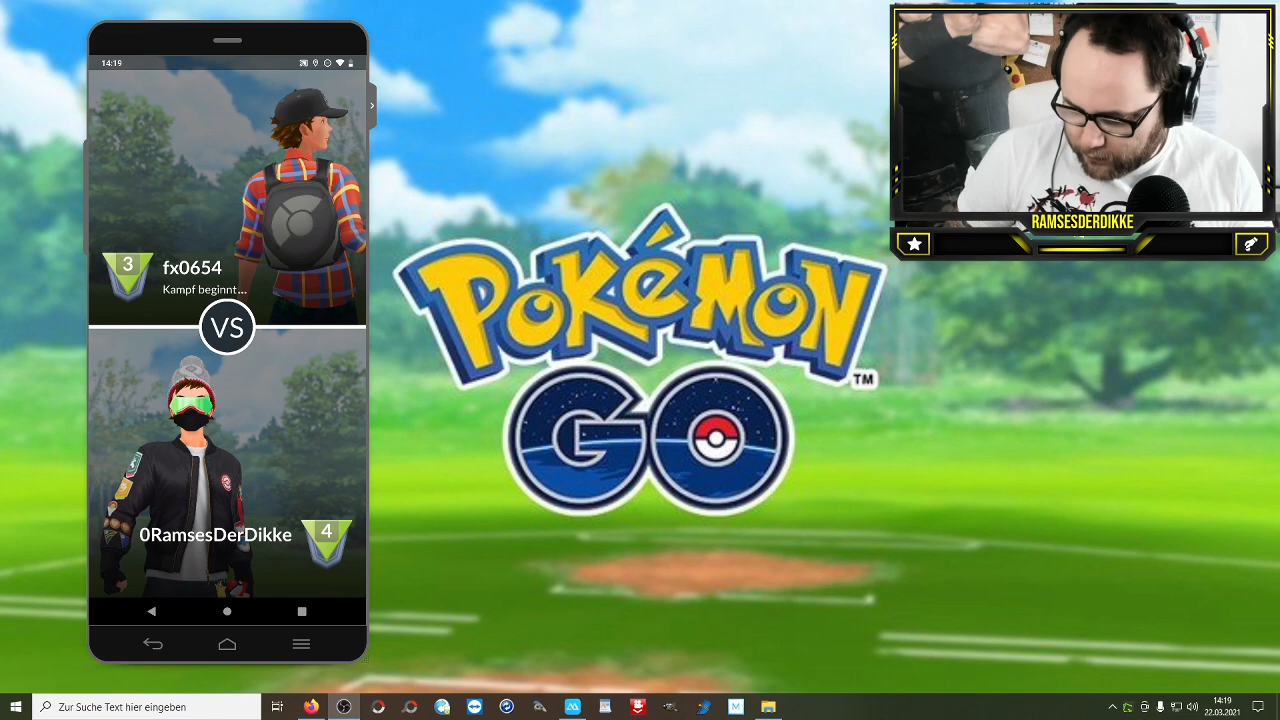 14:19
3
fx0654
Kampf beginnt...
VS
0RamsesDerDikke
4
POKéMON
TM
GO
RAMSESDERDIKKE
Zur Suche Text hier eingeben
14:19
22.03.2021